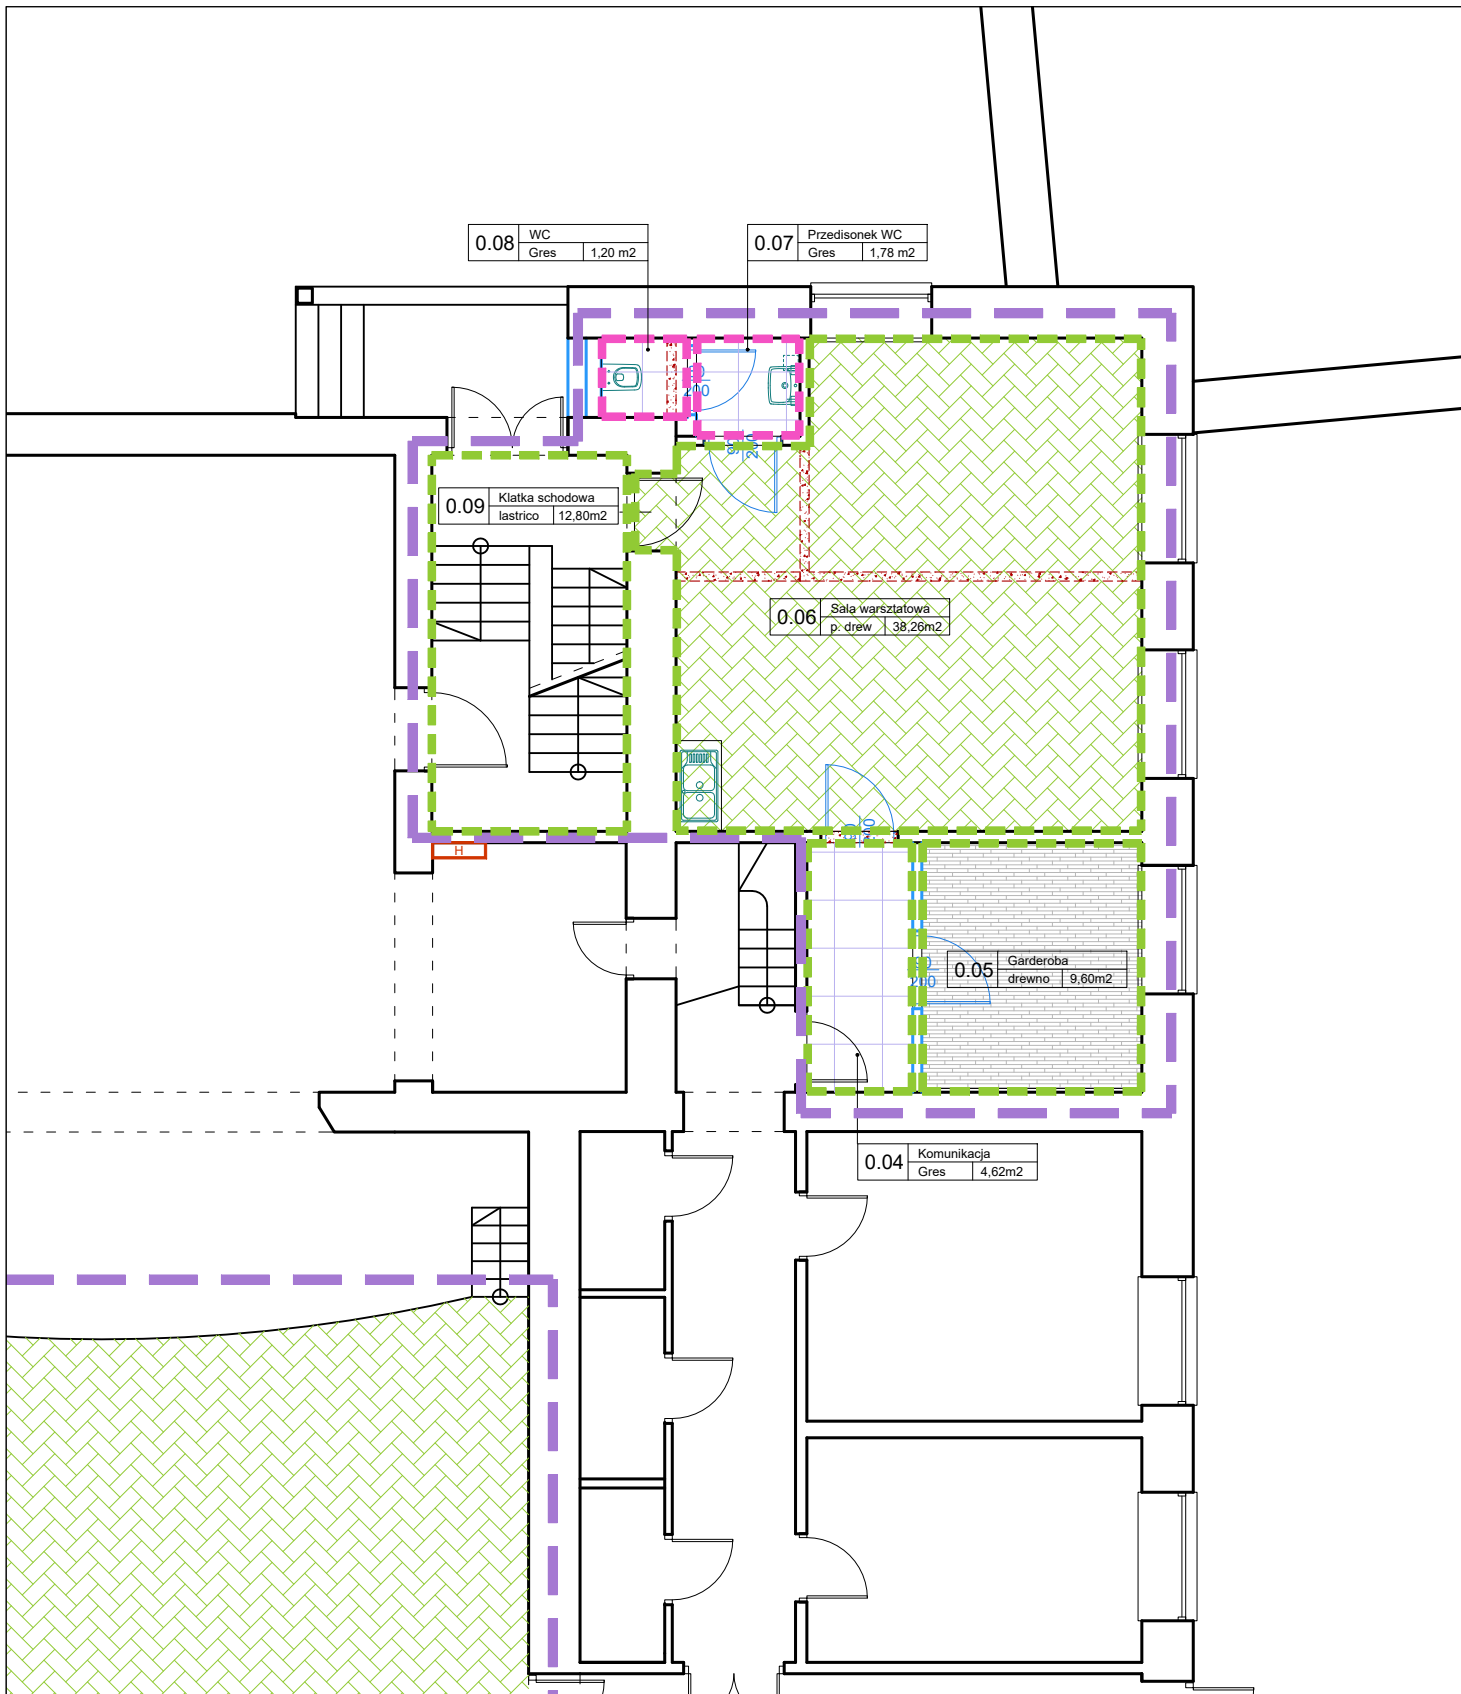 0.08 WC
Gres 1,20 m2
0.07 Przedisonek WC
Gres 1,78 m2
0.09 Klatka schodowa
lastrico 12,80m2
0.06 Sala warsztatowa
p. drew 38,26m2
H
0.05 Garderoba
drewno 9,60m2
200
0.04 Komunikacja
Gres 4,62m2